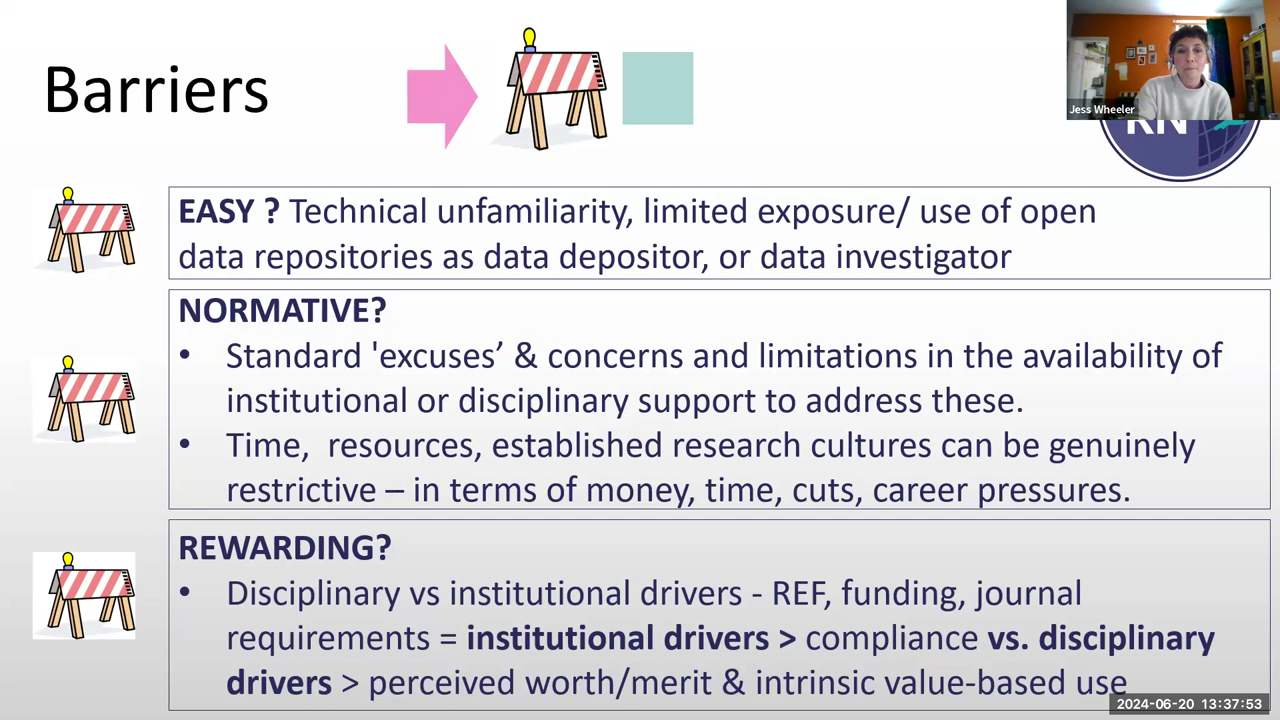 Barriers
Jess Wheeler
RN
EASY ? Technical unfamiliarity, limited exposure/ use of open
data repositories as data depositor, or data investigator
NORMATIVE?
• Standard 'excuses’ & concerns and limitations in the availability of
institutional or disciplinary support to address these.
• Time,  resources, established research cultures can be genuinely
restrictive – in terms of money, time, cuts, career pressures.
REWARDING?
• Disciplinary vs institutional drivers - REF, funding, journal
requirements = institutional drivers > compliance vs. disciplinary
drivers > perceived worth/merit & intrinsic value-based use
2024-06-20 13:37:53